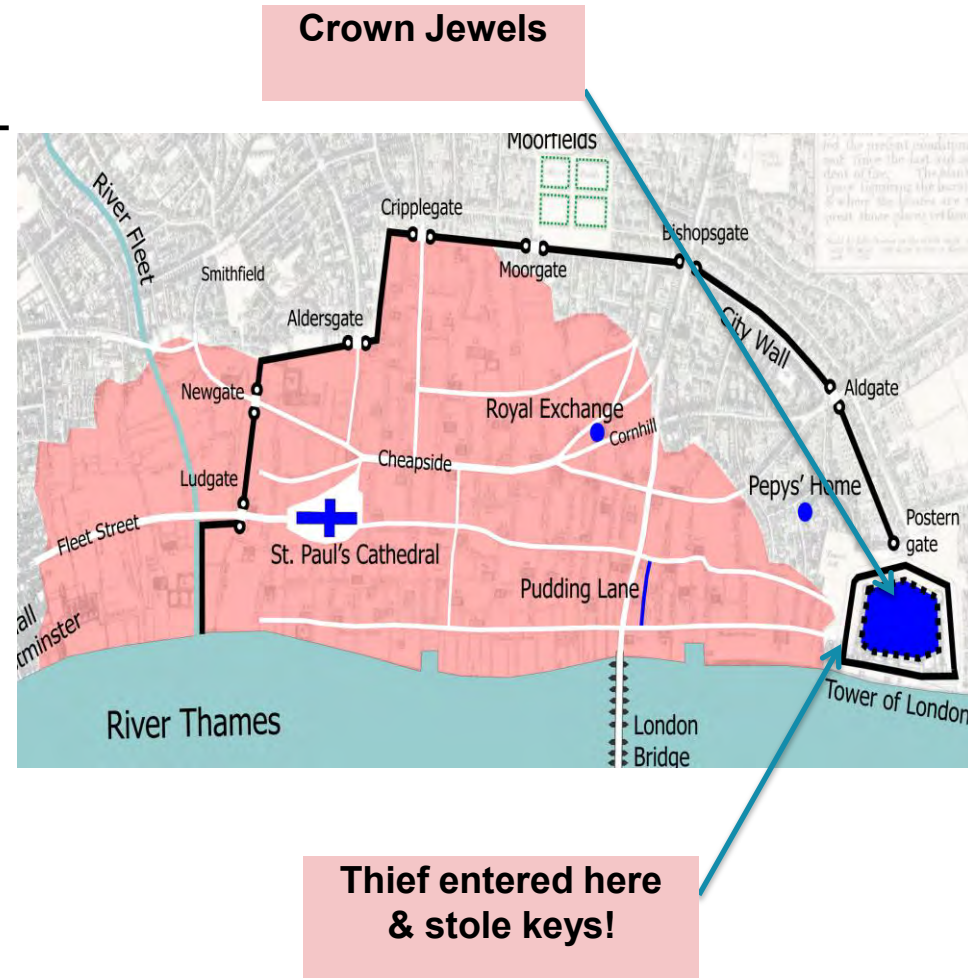 Crown Jewels
Moorfields
River Fleet
Cripplegate
Bishopsgate
Smithfield
Moorgate
Aldersgate
City Wall
Aldgate
Newgate
Royal Exchange
Cornhill
Cheapside
Ludgate
Pepys' Home
Fleet Street
Postern
gate
St. Paul's Cathedral
Pudding Lane
River Thames
Tower of London
London
Bridge
Thief entered here
& stole keys!